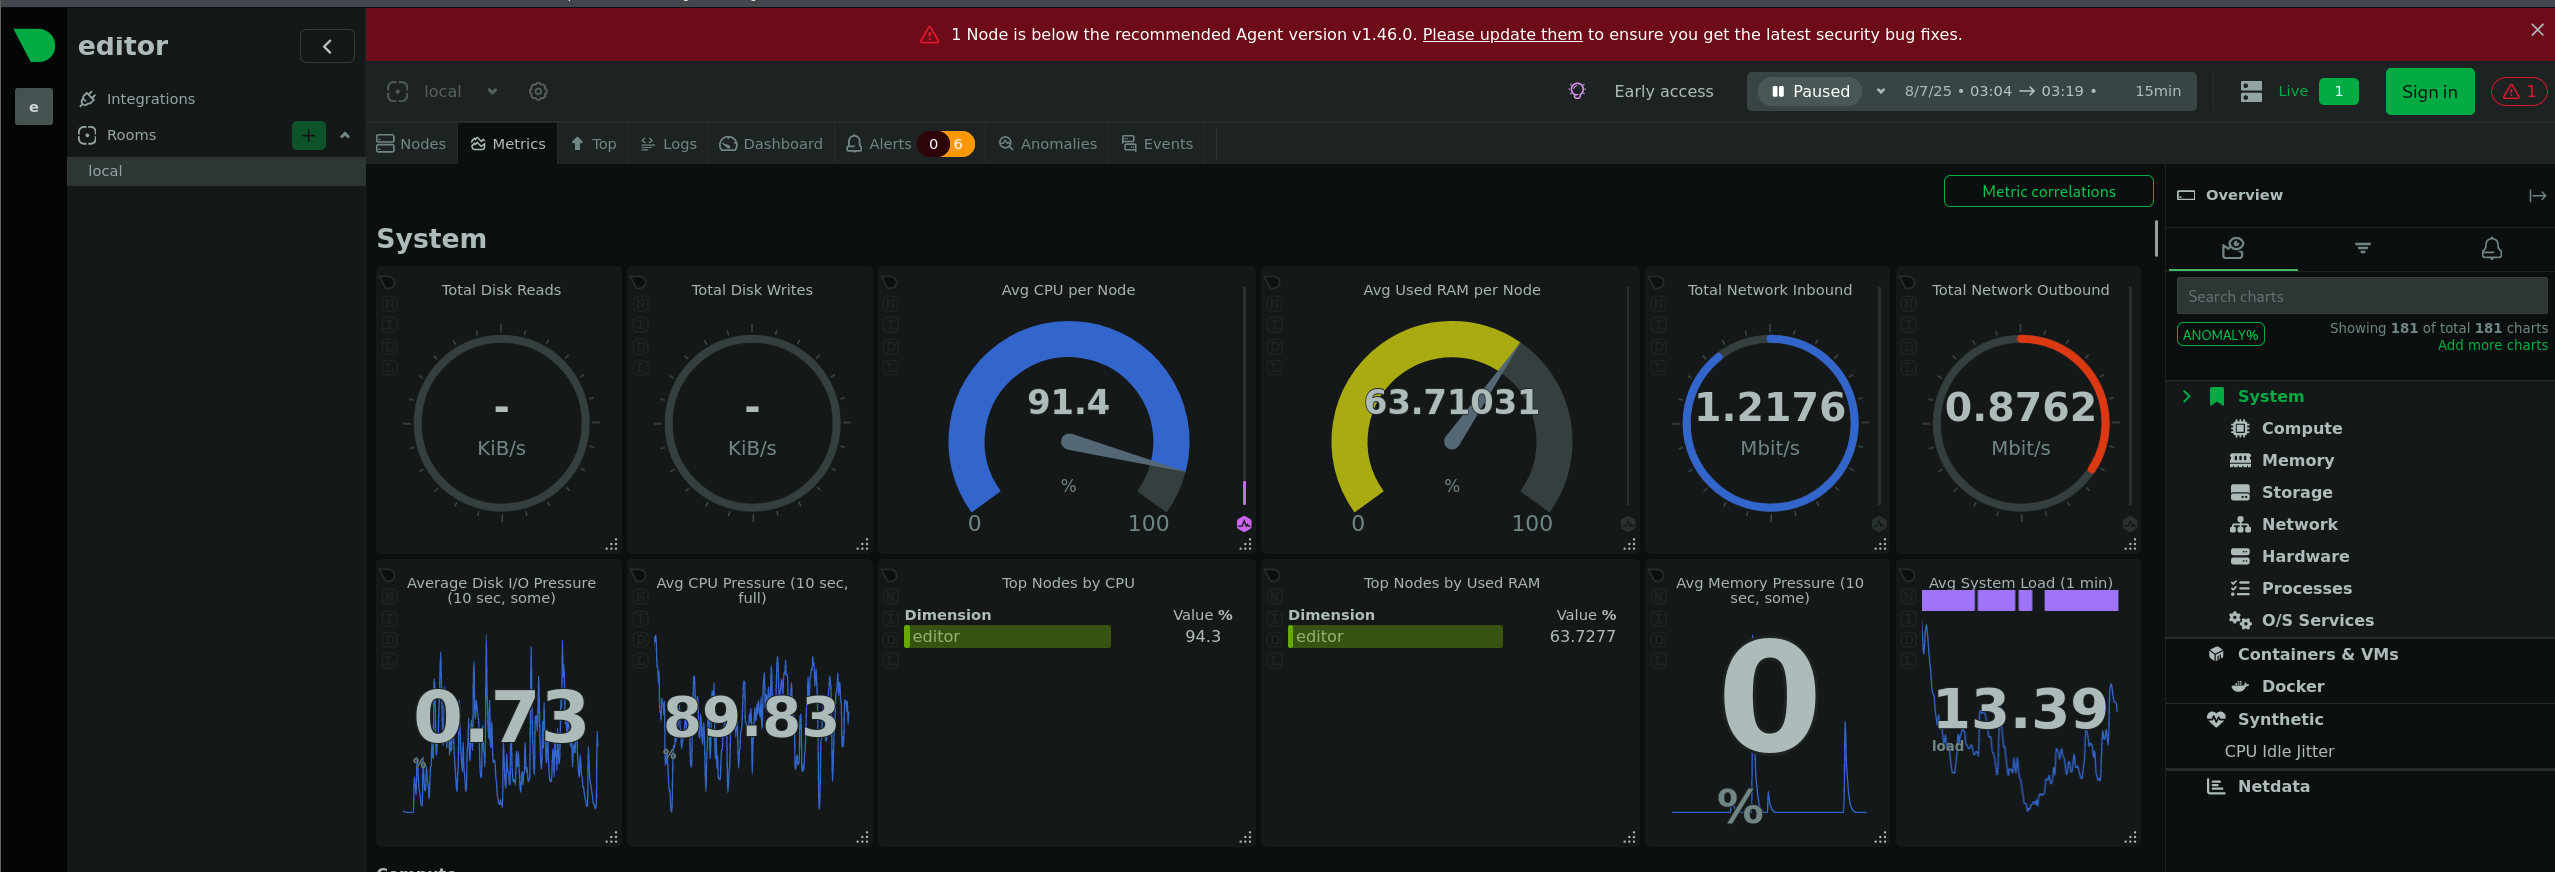 1 Node is below the recommended Agent version v1.46.0. Please update them to ensure you get the latest security bug fixes.
editor
e
Integrations
Rooms
local
local
Early access
Paused
8/7/25 • 03:04 → 03:19 •
15min
Live
1
Sign in
1
Nodes
Metrics
Top
Logs
Dashboard
Alerts
0
6
Anomalies
Events
Metric correlations
System
Total Disk Reads
-
KiB/s
Total Disk Writes
-
KiB/s
Avg CPU per Node
91.4
%
0
100
Avg Used RAM per Node
63.71031
%
0
100
Total Network Inbound
1.2176
Mbit/s
Total Network Outbound
0.8762
Mbit/s
Average Disk I/O Pressure
(10 sec, some)
0.73
%
Avg CPU Pressure (10 sec,
full)
89.83
%
Top Nodes by CPU
Dimension
Value %
editor
94.3
Top Nodes by Used RAM
Dimension
Value %
editor
63.7277
Avg Memory Pressure (10
sec, some)
0
%
Avg System Load (1 min)
13.39
load
Overview
Search charts
ANOMALY%
Showing 181 of total 181 charts
Add more charts
System
Compute
Memory
Storage
Network
Hardware
Processes
O/S Services
Containers & VMs
Docker
Synthetic
CPU Idle Jitter
Netdata